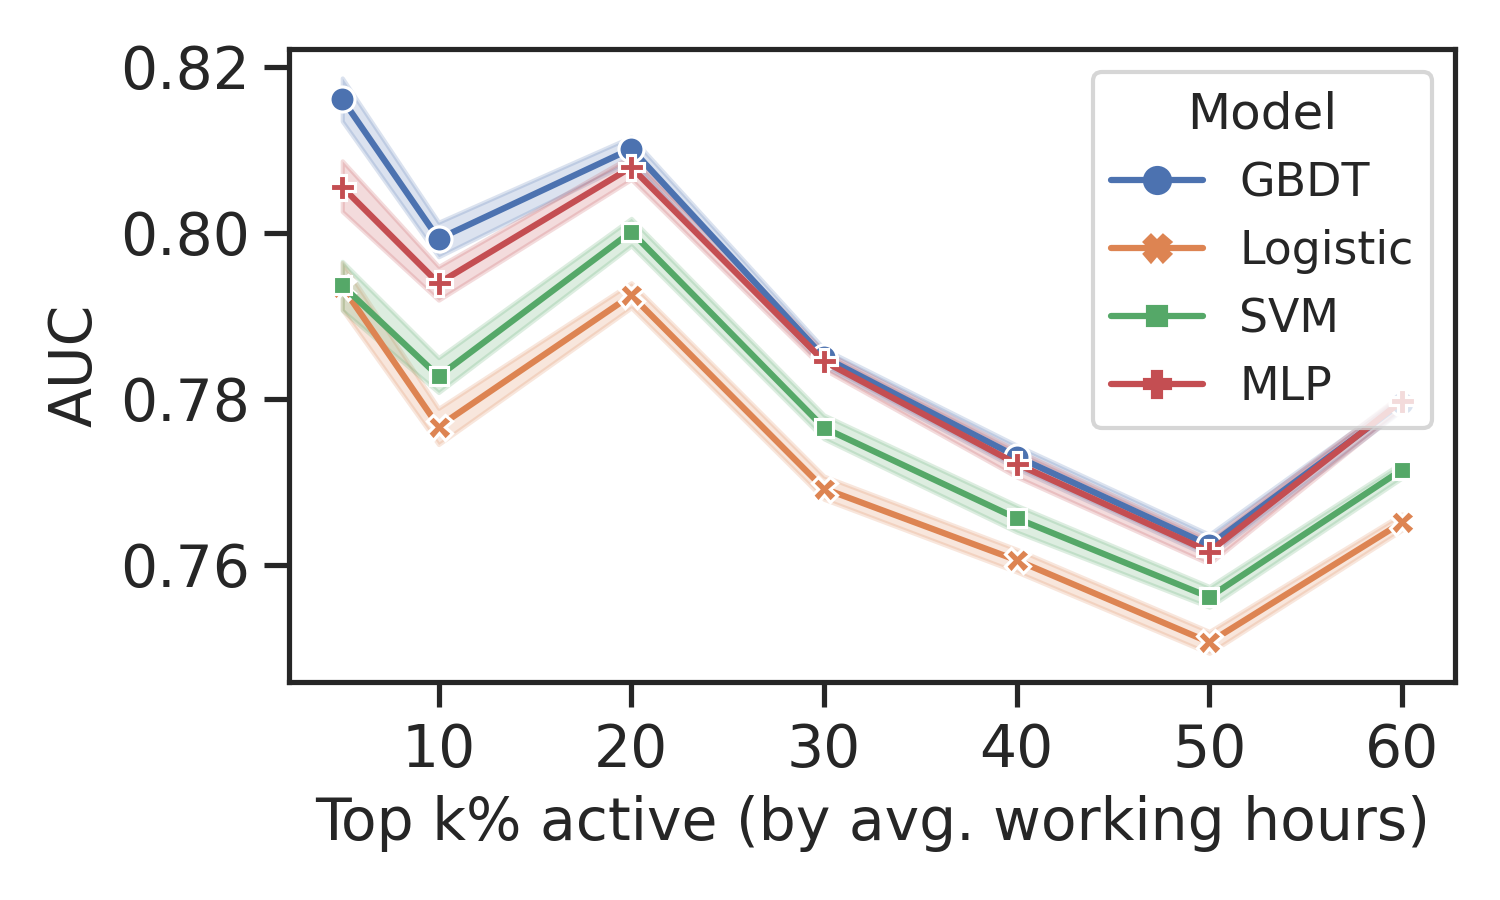 0.82
0.80
0.78
0.76
AUC
Model
GBDT
Logistic
SVM
MLP
10 20 30 40 50 60
Top k% active (by avg. working hours)